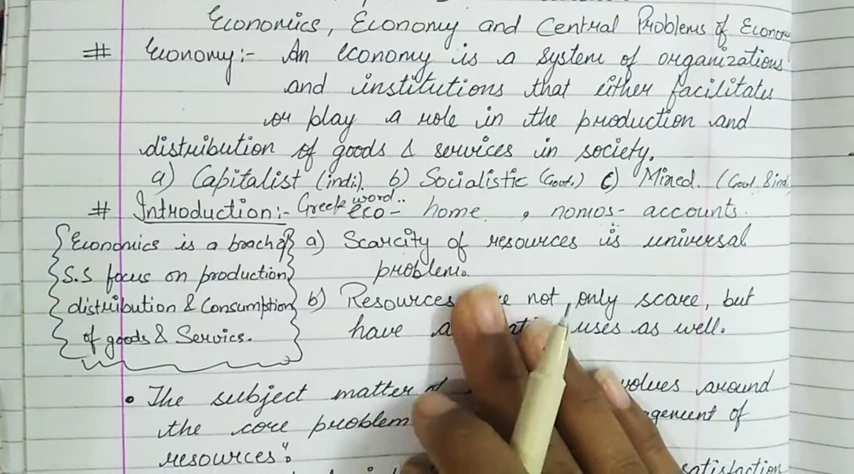 Economics, Economy and Central Problems of Econom
# Economy:- An economy is a system of organizations
and institutions that either facilitates
or play a role in the production and
distribution of goods & services in society.
a) Capitalist (indi). b) Socialistic (Govt.) c) Mixed. (Govt & indi
# Introduction:- Greek word.. eco- home, nomos- accounts.
Economics is a branch of
S.S focus on production,
distribution & Consumption
of goods & Services.
a) Scarcity of resources is universal
problem.
b) Resources not only scare, but
have uses as well.
• The subject matter around
the core problem of
resources".